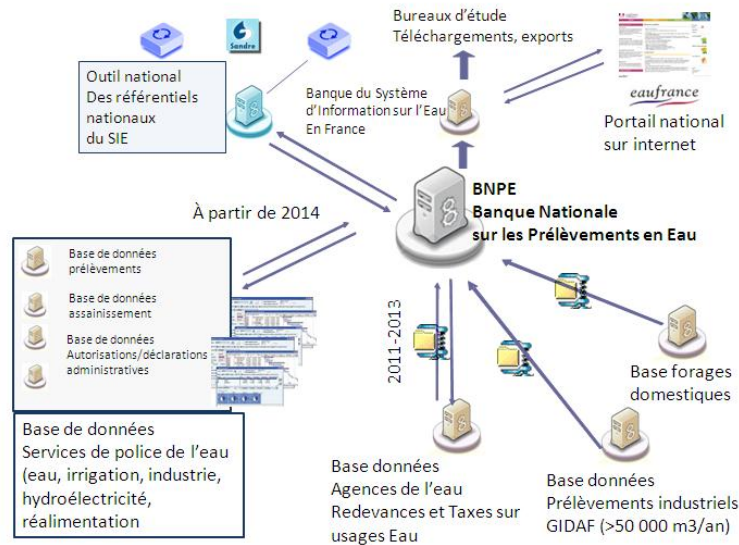 Bureaux d'étude
Téléchargements, exports
Sandre
Outil national
Des référentiels
nationaux
du SIE
Banque du Système
d'Information sur l'Eau
En France
eaufrance
Portail national
sur internet
BNPE
Banque Nationale
sur les Prélèvements en Eau
À partir de 2014
Base de données
prélèvements
Base de données
assainissement
Base de données
Autorisations/déclarations
administratives
Base de données
Services de police de l'eau
(eau, irrigation, industrie,
hydroélectricité,
réalimentation
2011-2013
Base forages
domestiques
Base données
Agences de l'eau
Redevances et Taxes sur
usages Eau
Base données
Prélèvements industriels
GIDAF (>50 000 m3/an)